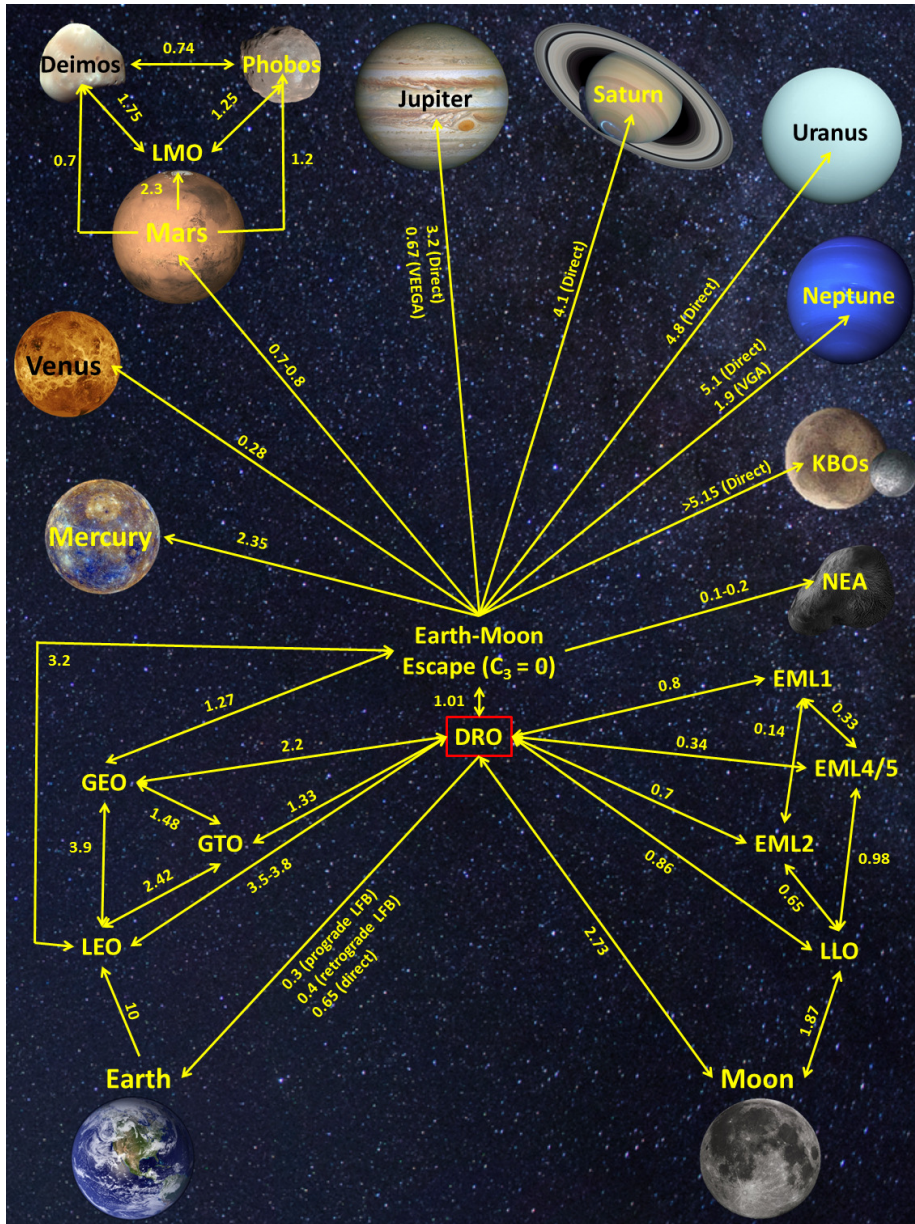 Deimos
0.74
Phobos
1.75
1.25
0.7
LMO
1.2
2.3
Mars
Jupiter
Saturn
Uranus
Neptune
Venus
Mercury
KBOs
NEA
3.2 (Direct)
0.67 (VEEGA)
4.1 (Direct)
4.8 (Direct)
5.1 (Direct)
1.9 (VGA)
0.7-0.8
0.28
2.35
>5.15 (Direct)
0.1-0.2
Earth-Moon
Escape (C₃ = 0)
3.2
1.27
1.01
DRO
0.8
EML1
0.14
0.33
2.2
0.34
EML4/5
GEO
1.48
1.33
0.7
GTO
EML2
3.9
2.42
3.5-3.8
0.86
0.65
0.98
LEO
LLO
0.3 (prograde LFB)
0.4 (retrograde LFB)
0.65 (direct)
2.73
10
1.87
Earth
Moon